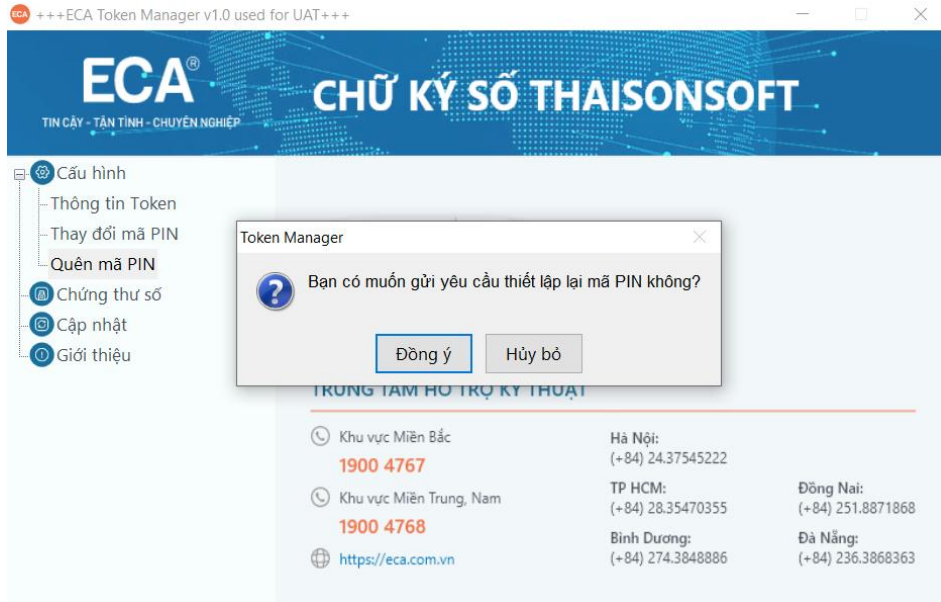 ECA +++ECA Token Manager v1.0 used for UAT+++
ECA®
TIN CẬY - TẬN TÌNH - CHUYÊN NGHIỆP
CHỮ KÝ SỐ THAISONSOFT
Cấu hình
Thông tin Token
Thay đổi mã PIN
Quên mã PIN
Chứng thư số
Cập nhật
Giới thiệu
Token Manager
Bạn có muốn gửi yêu cầu thiết lập lại mã PIN không?
Đồng ý
Hủy bỏ
TRUNG TÂM HỖ TRỢ KỸ THUẬT
Khu vực Miền Bắc
1900 4767
Khu vực Miền Trung, Nam
1900 4768
https://eca.com.vn
Hà Nội:
(+84) 24.37545222
TP HCM:
(+84) 28.35470355
Bình Dương:
(+84) 274.3848886
Đồng Nai:
(+84) 251.8871868
Đà Nẵng:
(+84) 236.3868363